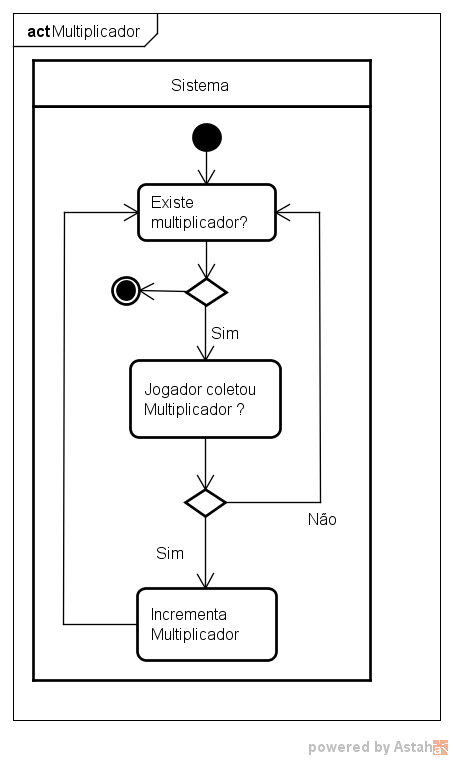 act Multiplicador
Sistema
Existe
multiplicador?
Sim
Jogador coletou
Multiplicador ?
Não
Sim
Incrementa
Multiplicador
powered by Astah